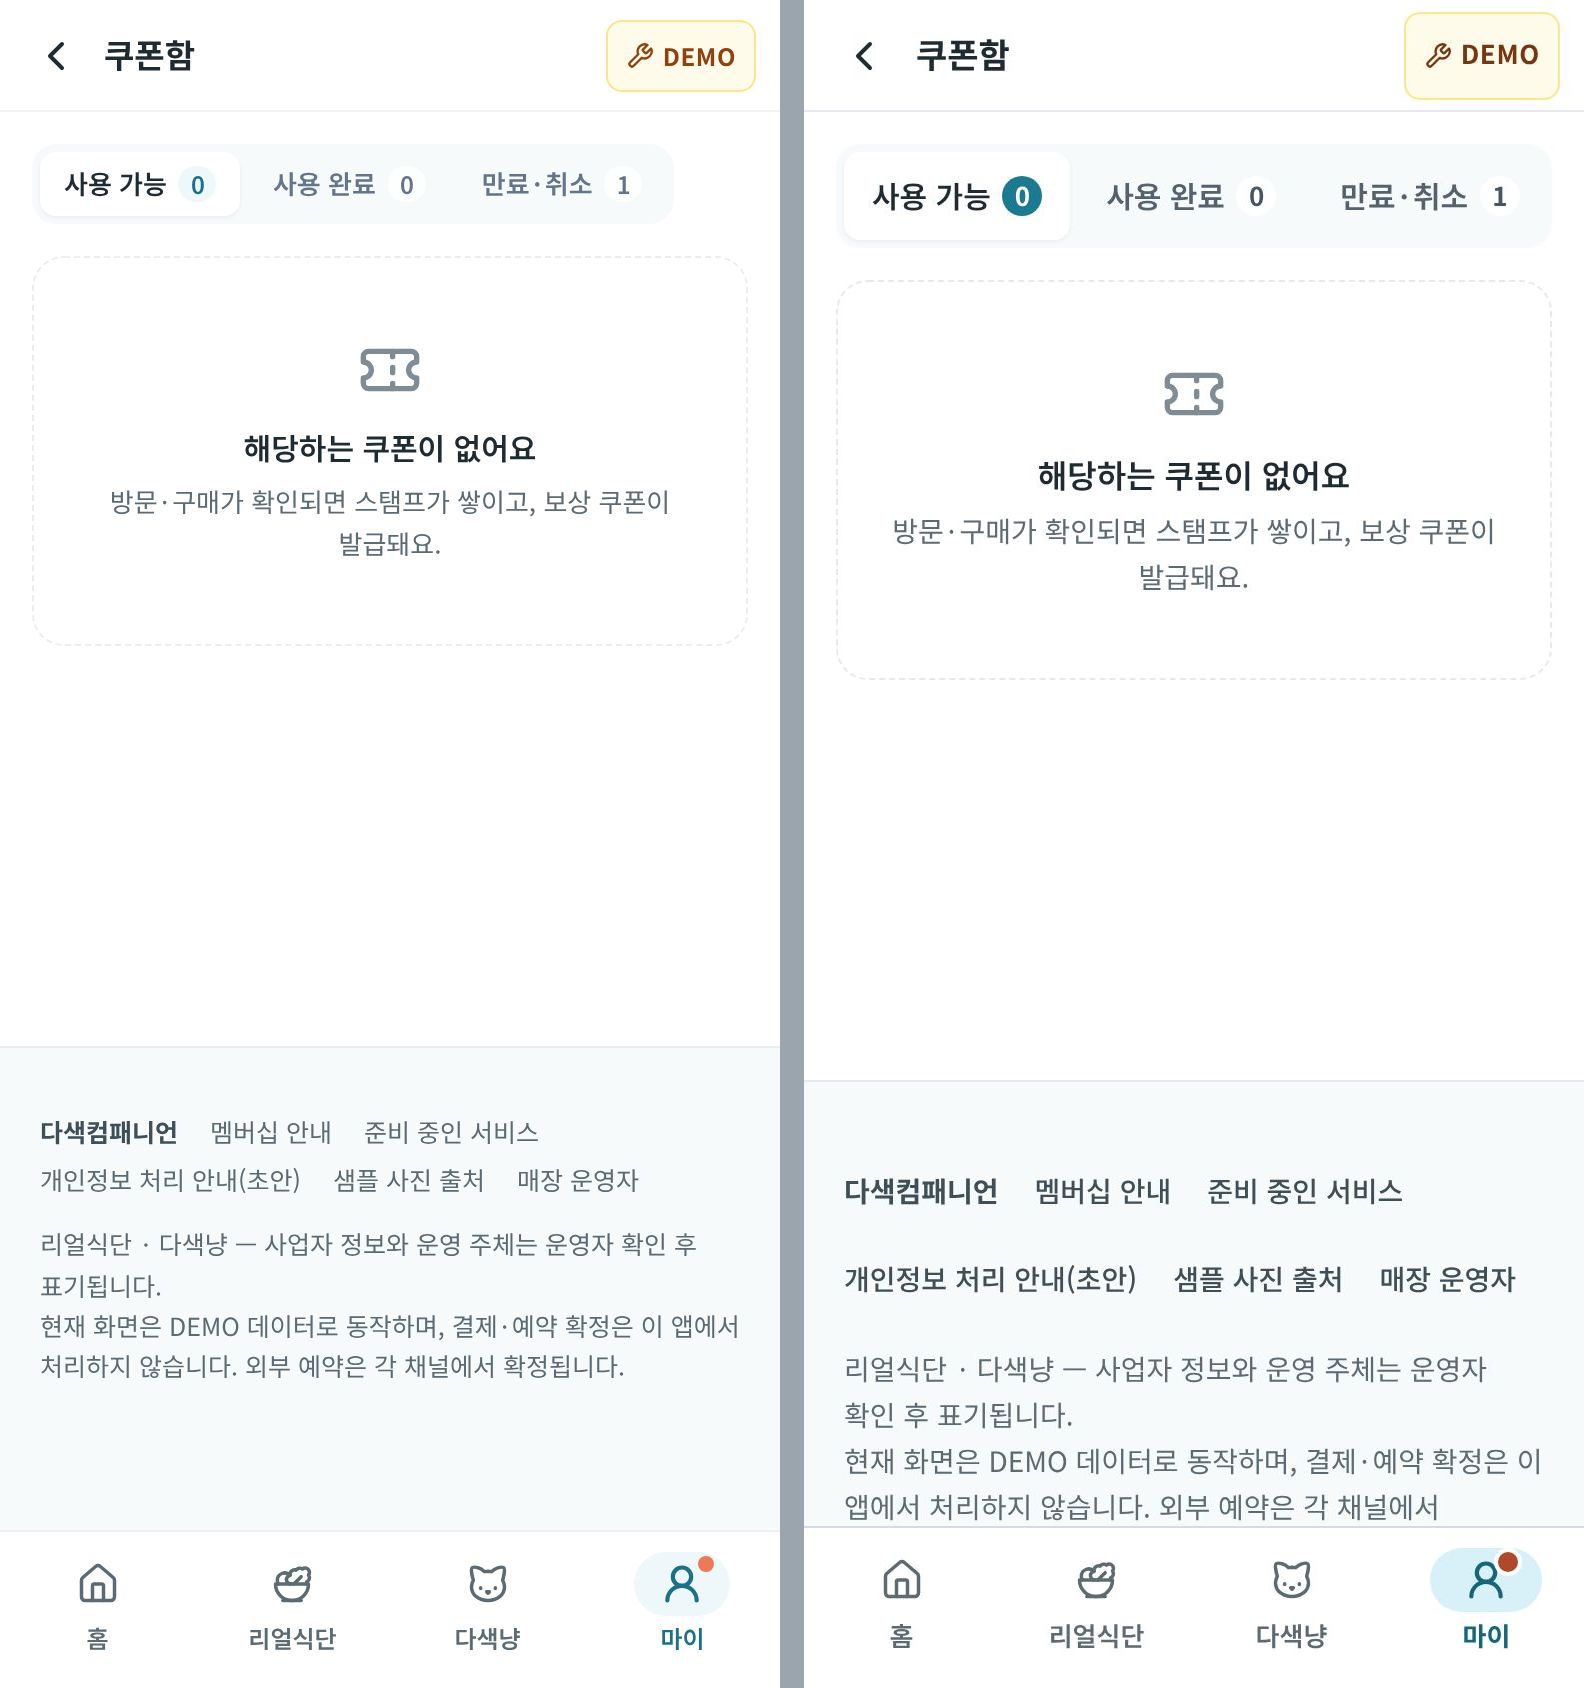 쿠폰함
DEMO
사용 가능 0 사용 완료 0 만료·취소 1
해당하는 쿠폰이 없어요
방문·구매가 확인되면 스탬프가 쌓이고, 보상 쿠폰이
발급돼요.
다색컴패니언 멤버십 안내 준비 중인 서비스
개인정보 처리 안내(초안) 샘플 사진 출처 매장 운영자
리얼식단 · 다색냥 — 사업자 정보와 운영 주체는 운영자 확인 후
표기됩니다.
현재 화면은 DEMO 데이터로 동작하며, 결제·예약 확정은 이 앱에서
처리하지 않습니다. 외부 예약은 각 채널에서 확정됩니다.
홈 리얼식단 다색냥 마이
쿠폰함
DEMO
사용 가능 0 사용 완료 0 만료·취소 1
해당하는 쿠폰이 없어요
방문·구매가 확인되면 스탬프가 쌓이고, 보상 쿠폰이
발급돼요.
다색컴패니언 멤버십 안내 준비 중인 서비스
개인정보 처리 안내(초안) 샘플 사진 출처 매장 운영자
리얼식단 · 다색냥 — 사업자 정보와 운영 주체는 운영자
확인 후 표기됩니다.
현재 화면은 DEMO 데이터로 동작하며, 결제·예약 확정은 이
앱에서 처리하지 않습니다. 외부 예약은 각 채널에서
홈 리얼식단 다색냥 마이